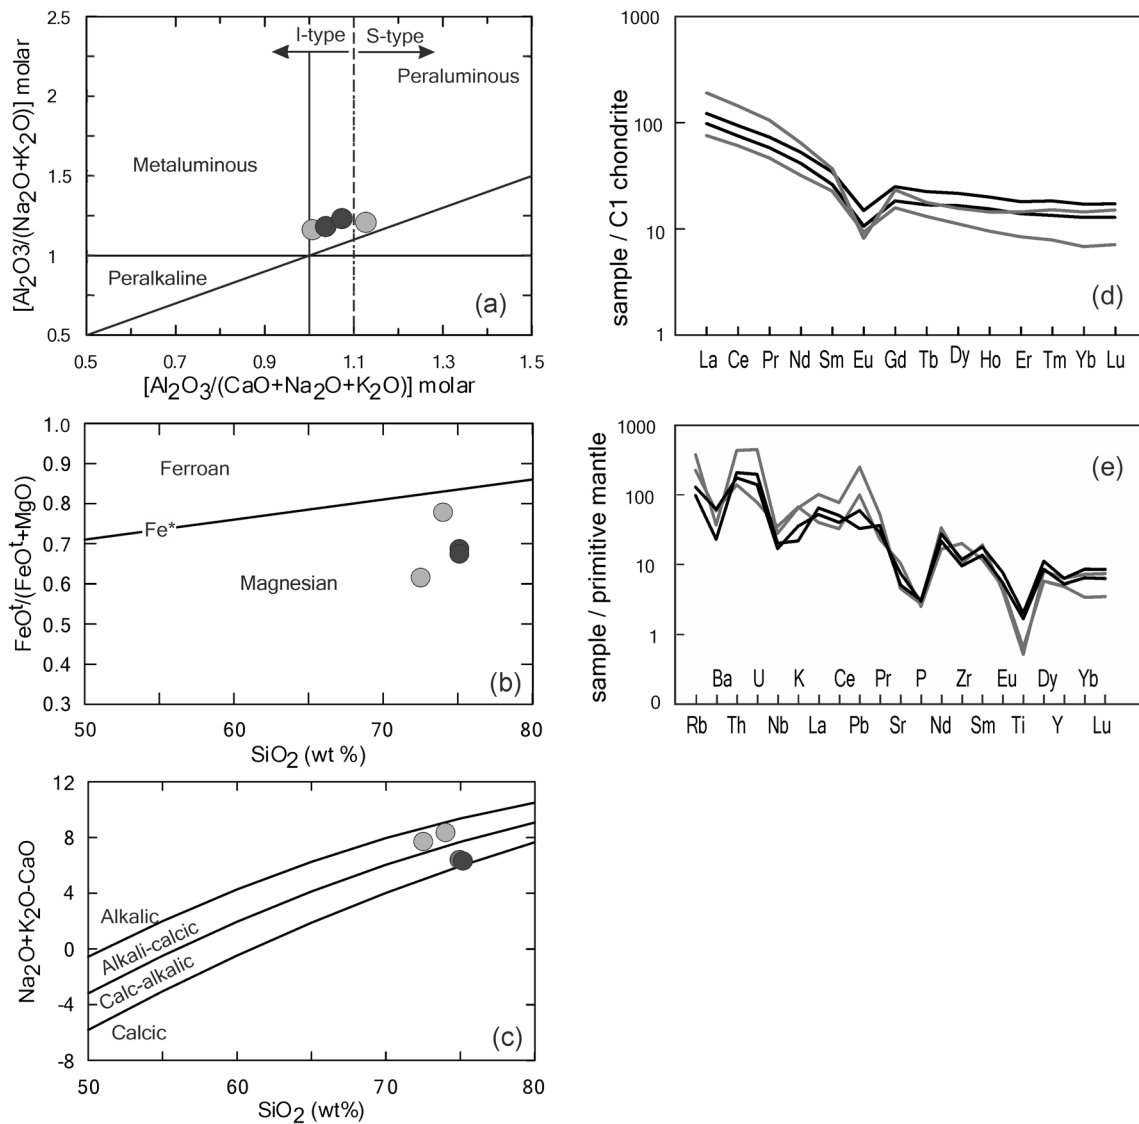 [Al2O3/(Na2O+K2O)] molar
2.5
2
1.5
1
0.5
I-type
S-type
Peraluminous
Metaluminous
Peralkaline
(a)
0.5 0.7 0.9 1.1 1.3 1.5
[Al2O3/(CaO+Na2O+K2O)] molar
FeOt/(FeOt+MgO)
1.0
0.9
0.8
0.7
0.6
0.5
0.4
0.3
Ferroan
Fe*
Magnesian
(b)
50 60 70 80
SiO2 (wt %)
Na2O+K2O-CaO
12
8
4
0
-4
-8
Alkalic
Alkali-calcic
Calc-alkalic
Calcic
(c)
50 60 70 80
SiO2 (wt%)
sample / C1 chondrite
1000
100
10
1
(d)
La Ce Pr Nd Sm Eu Gd Tb Dy Ho Er Tm Yb Lu
sample / primitive mantle
1000
100
10
1
0
(e)
Ba U K Ce Pr P Zr Eu Dy Yb
Rb Th Nb La Pb Sr Nd Sm Ti Y Lu